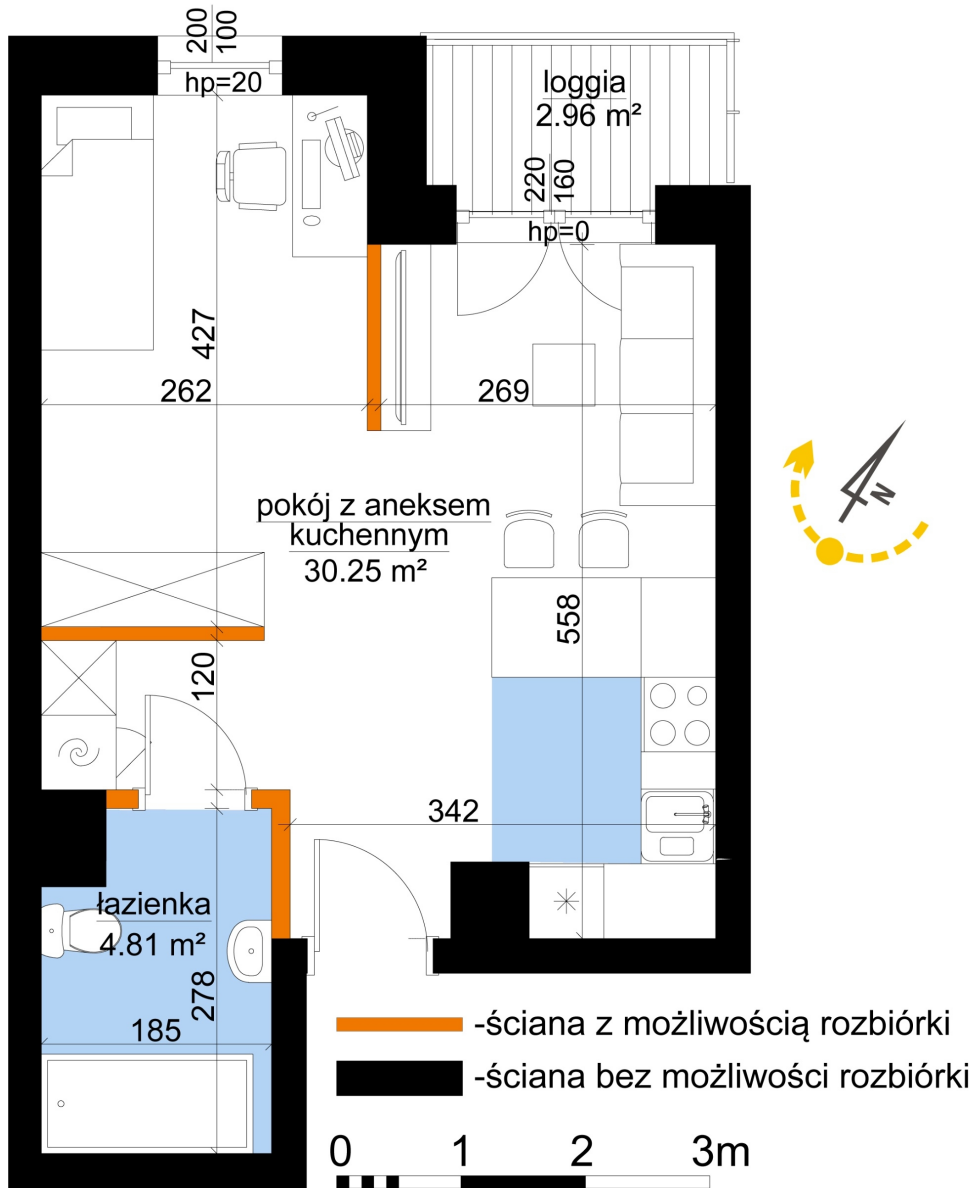 200
100
hp=20
loggia
2.96 m²
220
160
hp=0
427
262
269
pokój z aneksem
kuchennym
30.25 m²
N
558
120
342
łazienka
4.81 m²
278
185
-ściana z możliwością rozbiórki
-ściana bez możliwości rozbiórki
0 1 2 3m